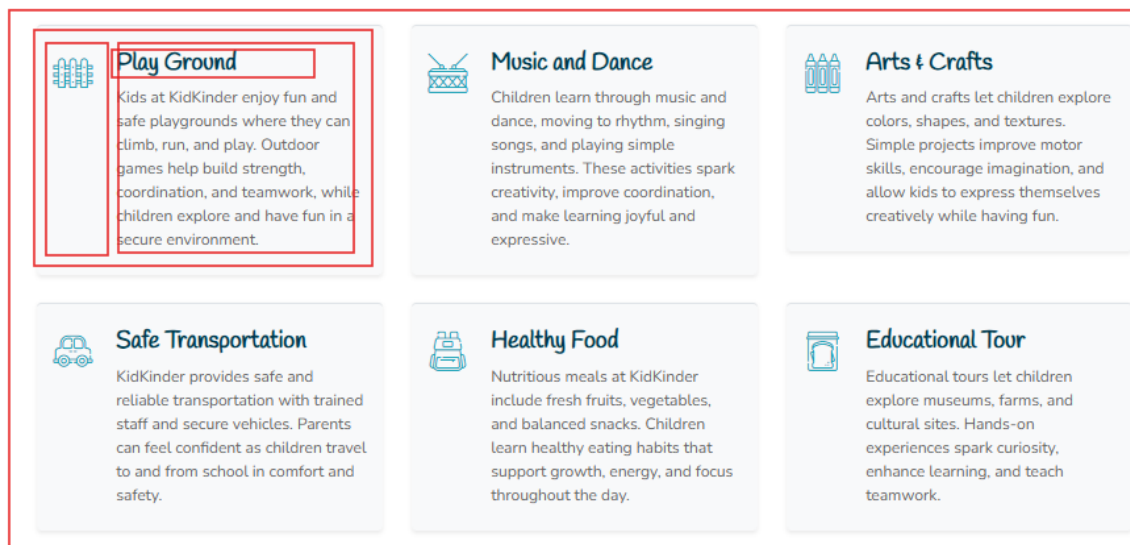 Play Ground
Kids at KidKinder enjoy fun and
safe playgrounds where they can
climb, run, and play. Outdoor
games help build strength,
coordination, and teamwork, while
children explore and have fun in a
secure environment.
Music and Dance
Children learn through music and
dance, moving to rhythm, singing
songs, and playing simple
instruments. These activities spark
creativity, improve coordination,
and make learning joyful and
expressive.
Arts & Crafts
Arts and crafts let children explore
colors, shapes, and textures.
Simple projects improve motor
skills, encourage imagination, and
allow kids to express themselves
creatively while having fun.
Safe Transportation
KidKinder provides safe and
reliable transportation with trained
staff and secure vehicles. Parents
can feel confident as children travel
to and from school in comfort and
safety.
Healthy Food
Nutritious meals at KidKinder
include fresh fruits, vegetables,
and balanced snacks. Children
learn healthy eating habits that
support growth, energy, and focus
throughout the day.
Educational Tour
Educational tours let children
explore museums, farms, and
cultural sites. Hands-on
experiences spark curiosity,
enhance learning, and teach
teamwork.